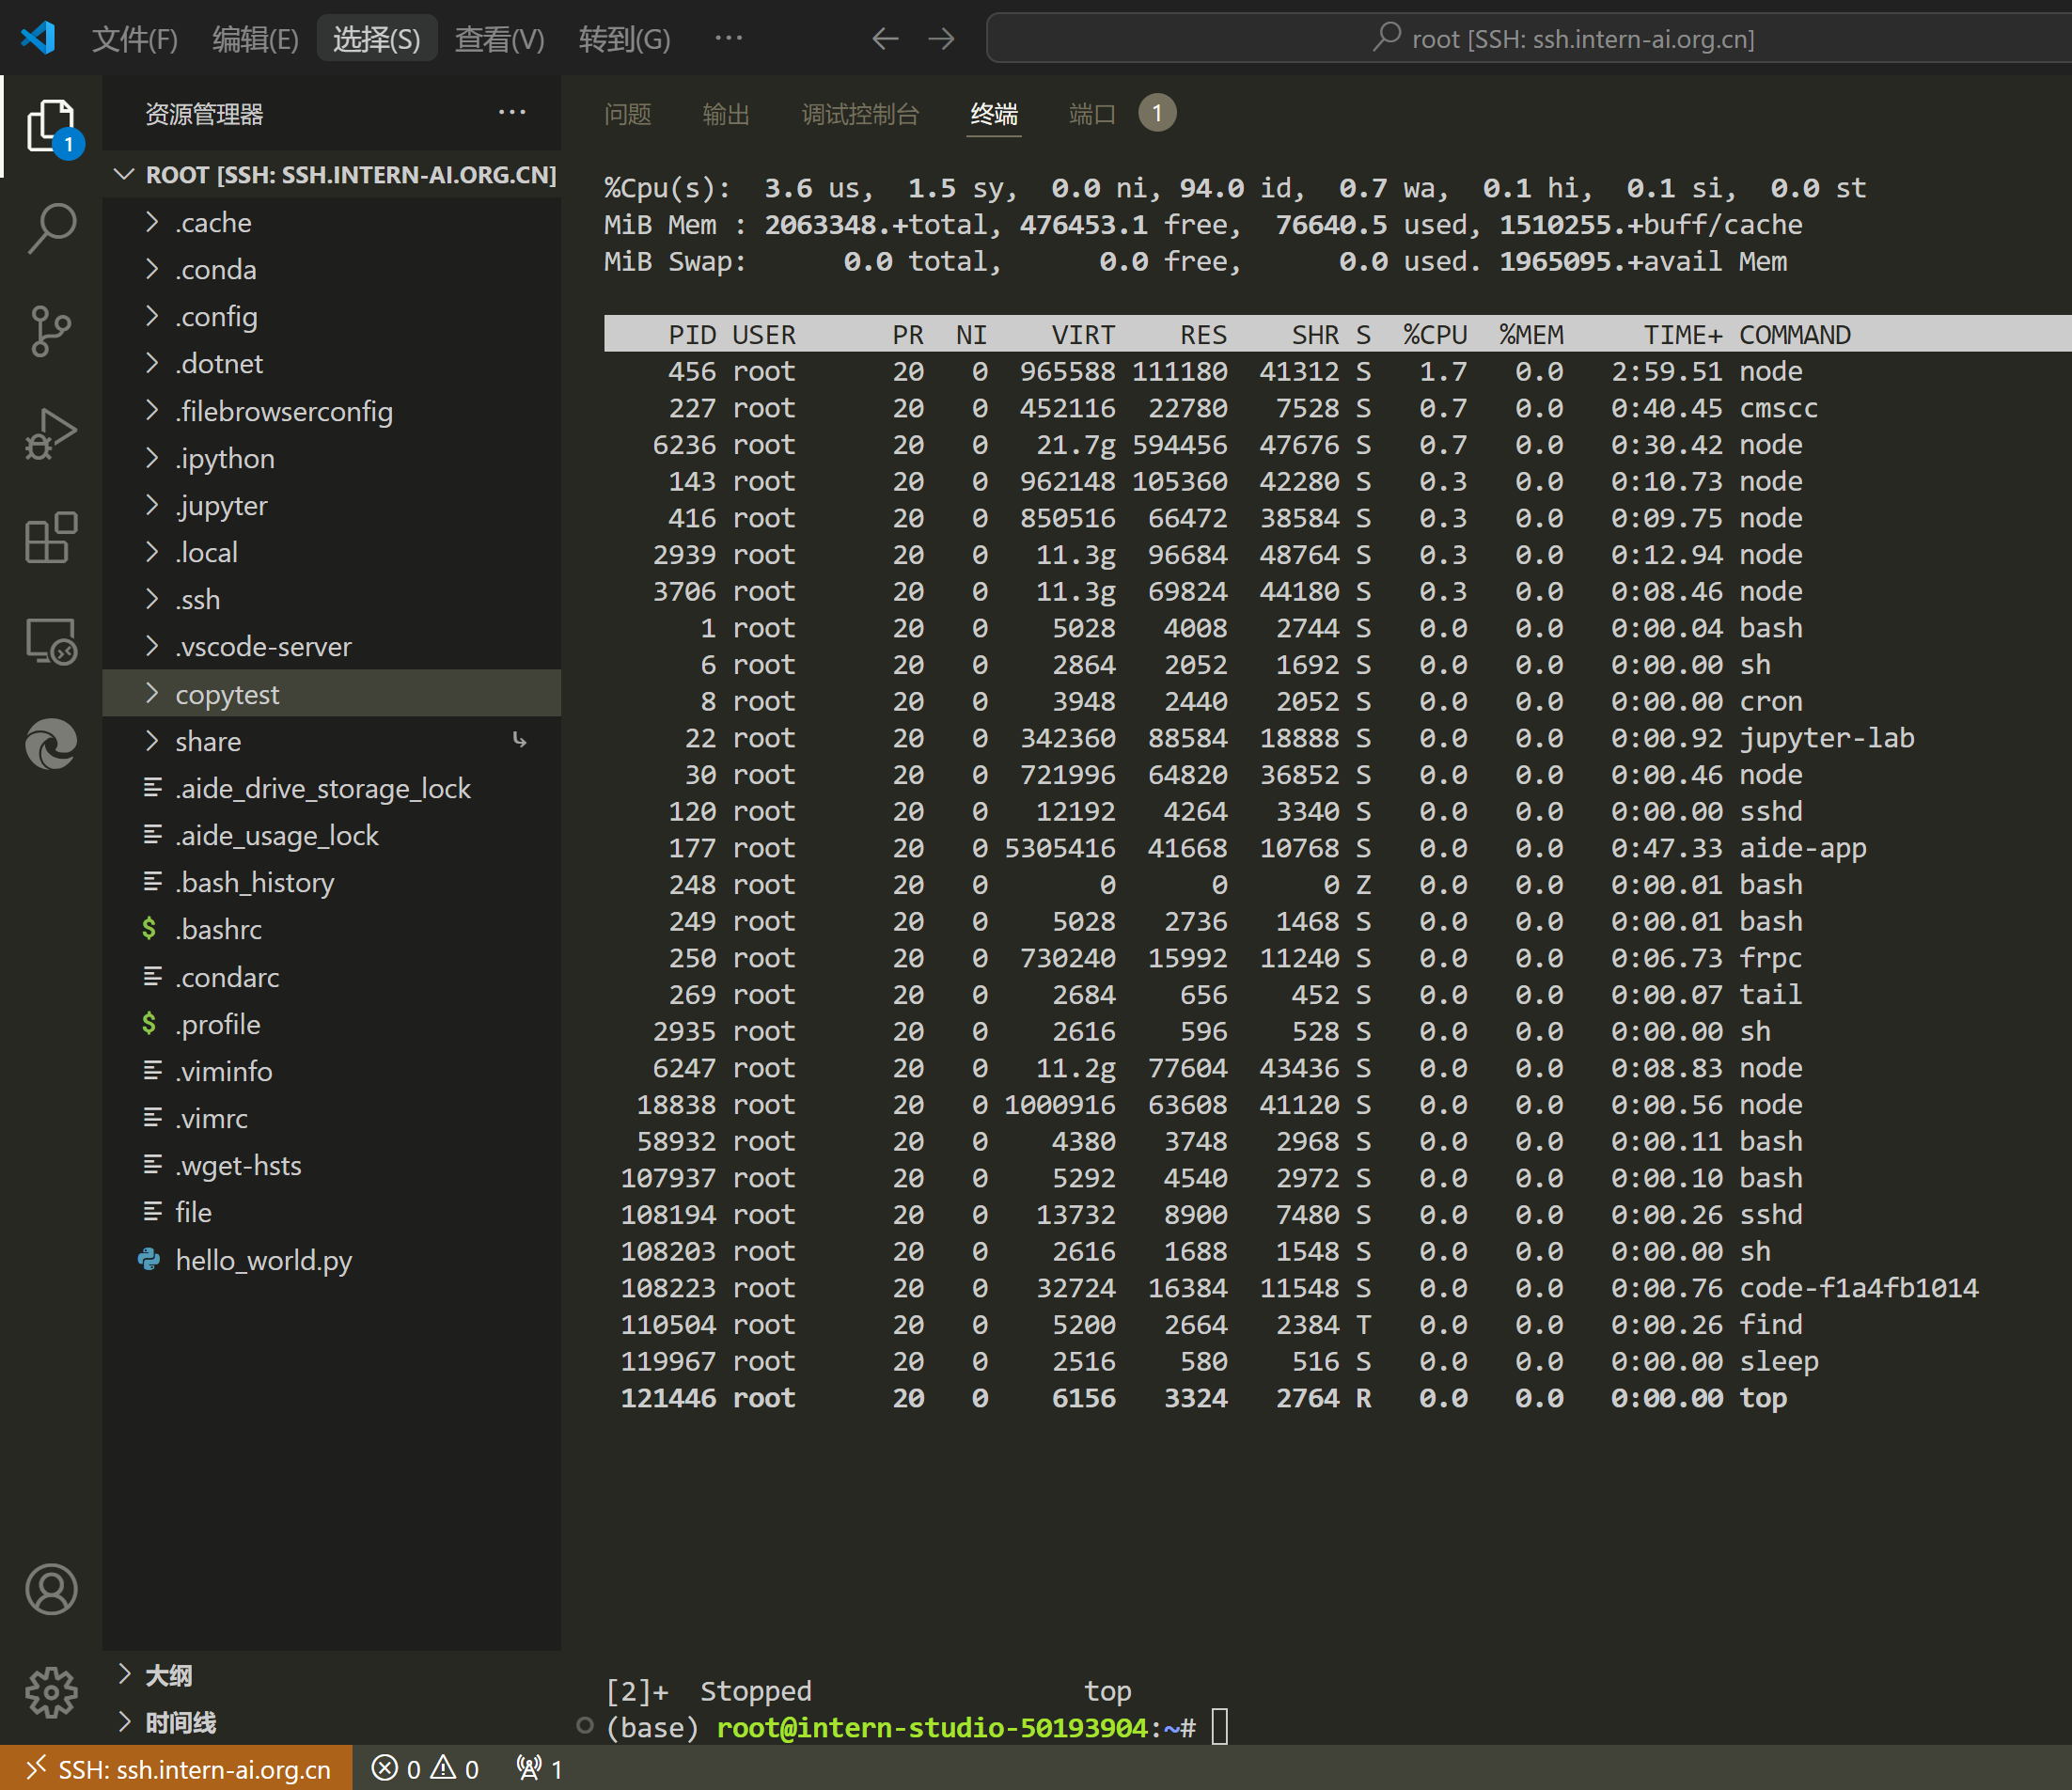 文件(F) 编辑(E) 选择(S) 查看(V) 转到(G) ··· root [SSH: ssh.intern-ai.org.cn]
资源管理器 ···
1
ROOT [SSH: SSH.INTERN-AI.ORG.CN]
.cache
.conda
.config
.dotnet
.filebrowserconfig
.ipython
.jupyter
.local
.ssh
.vscode-server
copytest
share
.aide_drive_storage_lock
.aide_usage_lock
.bash_history
$ .bashrc
.condarc
$ .profile
.viminfo
.vimrc
.wget-hsts
file
hello_world.py
大纲
时间线
问题 输出 调试控制台 终端 端口 1
%Cpu(s):  3.6 us,  1.5 sy,  0.0 ni, 94.0 id,  0.7 wa,  0.1 hi,  0.1 si,  0.0 st
MiB Mem : 2063348.+total, 476453.1 free,  76640.5 used, 1510255.+buff/cache
MiB Swap:      0.0 total,      0.0 free,      0.0 used. 1965095.+avail Mem
PID USER PR NI VIRT RES SHR S %CPU %MEM TIME+ COMMAND
456 root 20 0 965588 111180 41312 S 1.7 0.0 2:59.51 node
227 root 20 0 452116 22780 7528 S 0.7 0.0 0:40.45 cmscc
6236 root 20 0 21.7g 594456 47676 S 0.7 0.0 0:30.42 node
143 root 20 0 962148 105360 42280 S 0.3 0.0 0:10.73 node
416 root 20 0 850516 66472 38584 S 0.3 0.0 0:09.75 node
2939 root 20 0 11.3g 96684 48764 S 0.3 0.0 0:12.94 node
3706 root 20 0 11.3g 69824 44180 S 0.3 0.0 0:08.46 node
1 root 20 0 5028 4008 2744 S 0.0 0.0 0:00.04 bash
6 root 20 0 2864 2052 1692 S 0.0 0.0 0:00.00 sh
8 root 20 0 3948 2440 2052 S 0.0 0.0 0:00.00 cron
22 root 20 0 342360 88584 18888 S 0.0 0.0 0:00.92 jupyter-lab
30 root 20 0 721996 64820 36852 S 0.0 0.0 0:00.46 node
120 root 20 0 12192 4264 3340 S 0.0 0.0 0:00.00 sshd
177 root 20 0 5305416 41668 10768 S 0.0 0.0 0:47.33 aide-app
248 root 20 0 0 0 0 Z 0.0 0.0 0:00.01 bash
249 root 20 0 5028 2736 1468 S 0.0 0.0 0:00.01 bash
250 root 20 0 730240 15992 11240 S 0.0 0.0 0:06.73 frpc
269 root 20 0 2684 656 452 S 0.0 0.0 0:00.07 tail
2935 root 20 0 2616 596 528 S 0.0 0.0 0:00.00 sh
6247 root 20 0 11.2g 77604 43436 S 0.0 0.0 0:08.83 node
18838 root 20 0 1000916 63608 41120 S 0.0 0.0 0:00.56 node
58932 root 20 0 4380 3748 2968 S 0.0 0.0 0:00.11 bash
107937 root 20 0 5292 4540 2972 S 0.0 0.0 0:00.10 bash
108194 root 20 0 13732 8900 7480 S 0.0 0.0 0:00.26 sshd
108203 root 20 0 2616 1688 1548 S 0.0 0.0 0:00.00 sh
108223 root 20 0 32724 16384 11548 S 0.0 0.0 0:00.76 code-f1a4fb1014
110504 root 20 0 5200 2664 2384 T 0.0 0.0 0:00.26 find
119967 root 20 0 2516 580 516 S 0.0 0.0 0:00.00 sleep
121446 root 20 0 6156 3324 2764 R 0.0 0.0 0:00.00 top
[2]+  Stopped                 top
(base) root@intern-studio-50193904:~#
SSH: ssh.intern-ai.org.cn 0 0 1